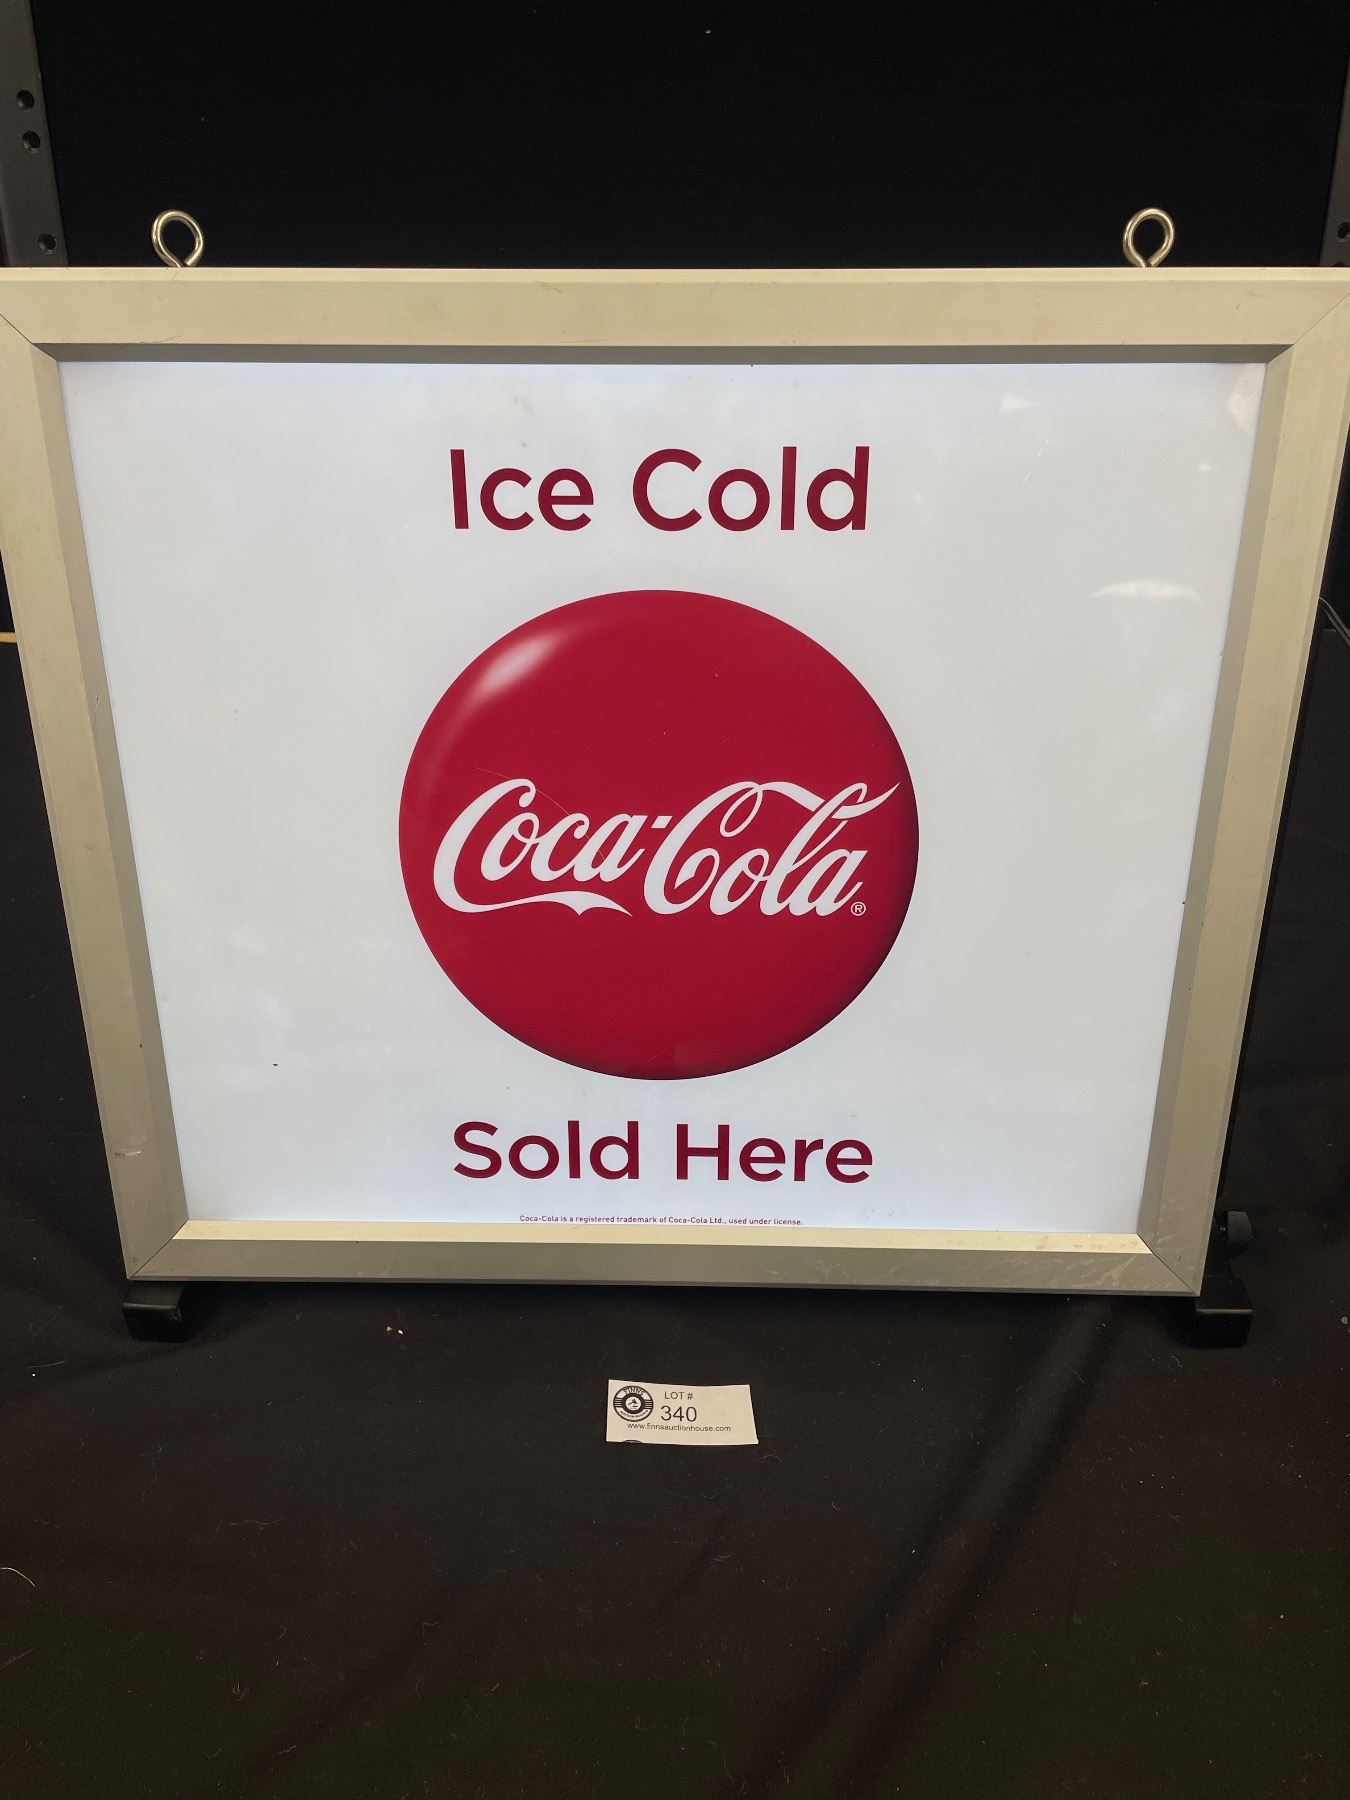 Ice Cold
Coca-Cola®
Sold Here
Coca-Cola is a registered trademark of Coca-Cola Ltd., used under license.
FINNS
LOT #
340
www.finnsauctionhouse.com